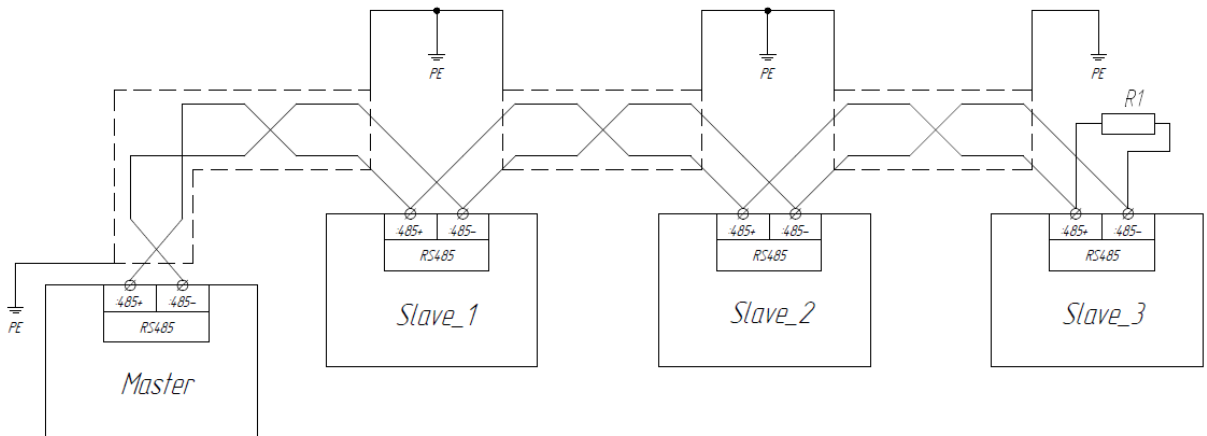 PE
PE
PE
R1
:485+ :485-
RS485
Slave_1
:485+ :485-
RS485
Slave_2
:485+ :485-
RS485
Slave_3
PE
:485+ :485-
RS485
Master